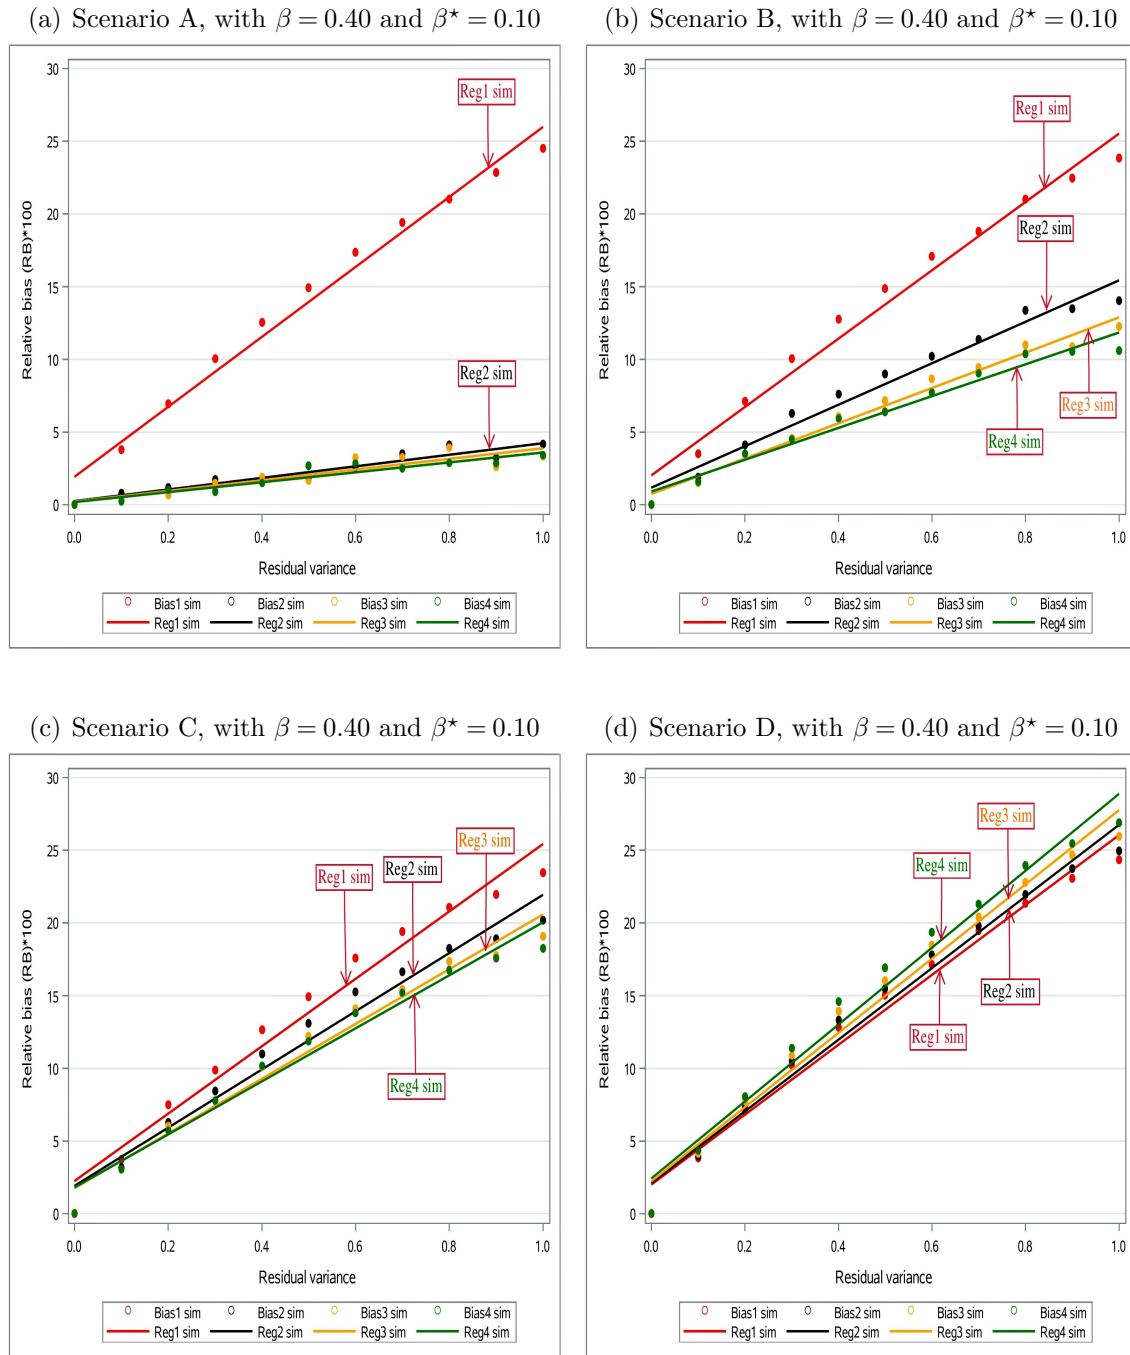 (a) Scenario A, with β = 0.40 and β⋆ = 0.10
30
25
20
15
10
5
0
Relative bias (RB)*100
Reg1 sim
Reg2 sim
0.0 0.2 0.4 0.6 0.8 1.0
Residual variance
Bias1 sim Bias2 sim Bias3 sim Bias4 sim
Reg1 sim Reg2 sim Reg3 sim Reg4 sim
(b) Scenario B, with β = 0.40 and β⋆ = 0.10
30
25
20
15
10
5
0
Relative bias (RB)*100
Reg1 sim
Reg2 sim
Reg3 sim
Reg4 sim
0.0 0.2 0.4 0.6 0.8 1.0
Residual variance
Bias1 sim Bias2 sim Bias3 sim Bias4 sim
Reg1 sim Reg2 sim Reg3 sim Reg4 sim
(c) Scenario C, with β = 0.40 and β⋆ = 0.10
30
25
20
15
10
5
0
Relative bias (RB)*100
Reg3 sim
Reg2 sim
Reg1 sim
Reg4 sim
0.0 0.2 0.4 0.6 0.8 1.0
Residual variance
Bias1 sim Bias2 sim Bias3 sim Bias4 sim
Reg1 sim Reg2 sim Reg3 sim Reg4 sim
(d) Scenario D, with β = 0.40 and β⋆ = 0.10
30
25
20
15
10
5
0
Relative bias (RB)*100
Reg3 sim
Reg4 sim
Reg2 sim
Reg1 sim
0.0 0.2 0.4 0.6 0.8 1.0
Residual variance
Bias1 sim Bias2 sim Bias3 sim Bias4 sim
Reg1 sim Reg2 sim Reg3 sim Reg4 sim